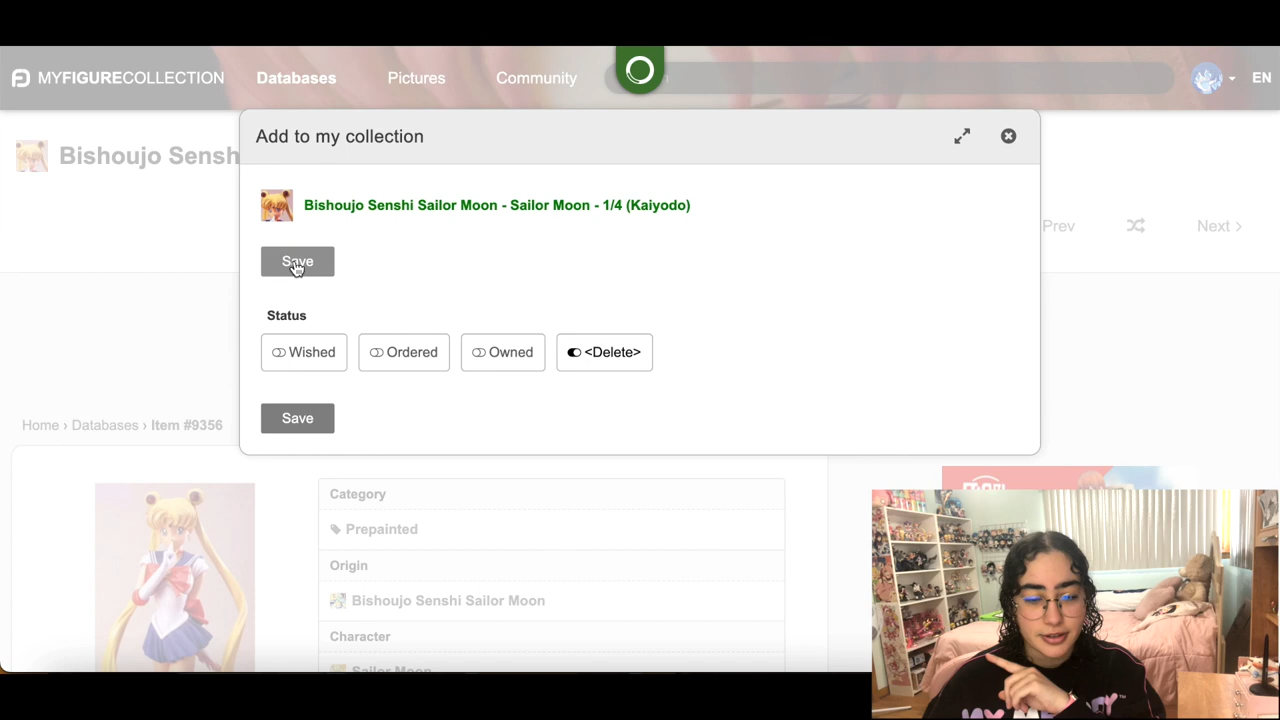 MYFIGURECOLLECTION Databases Pictures Community EN
Add to my collection
Bishoujo Sensh
Bishoujo Senshi Sailor Moon - Sailor Moon - 1/4 (Kaiyodo)
Prev Next ›
Save
Status
Wished Ordered Owned <Delete>
Save
Home › Databases › Item #9356
Category
Prepainted
Origin
Bishoujo Senshi Sailor Moon
Character
Sailor Moon